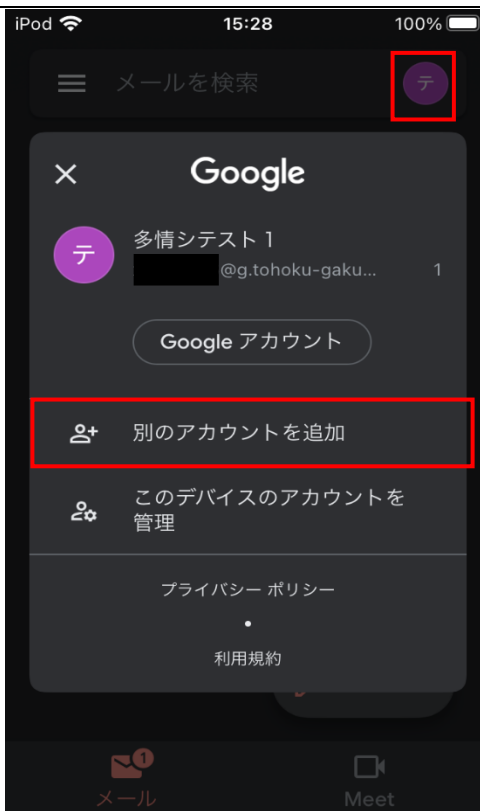 iPod 15:28 100%
メールを検索 テ
Google
テ 多情シテスト 1
@g.tohoku-gaku... 1
Google アカウント
別のアカウントを追加
このデバイスのアカウントを
管理
プライバシー ポリシー
•
利用規約
1
メール Meet